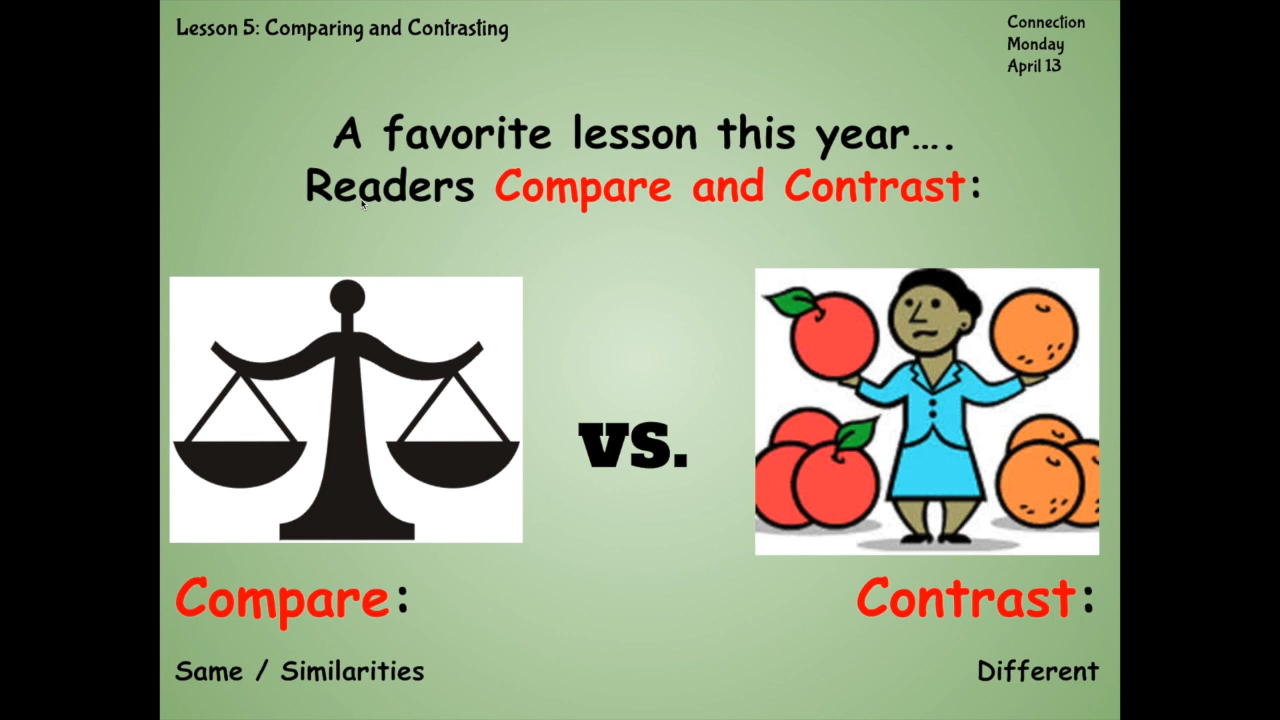 Lesson 5: Comparing and Contrasting
Connection
Monday
April 13
A favorite lesson this year....
Readers Compare and Contrast:
vs.
Compare:
Contrast:
Same / Similarities
Different